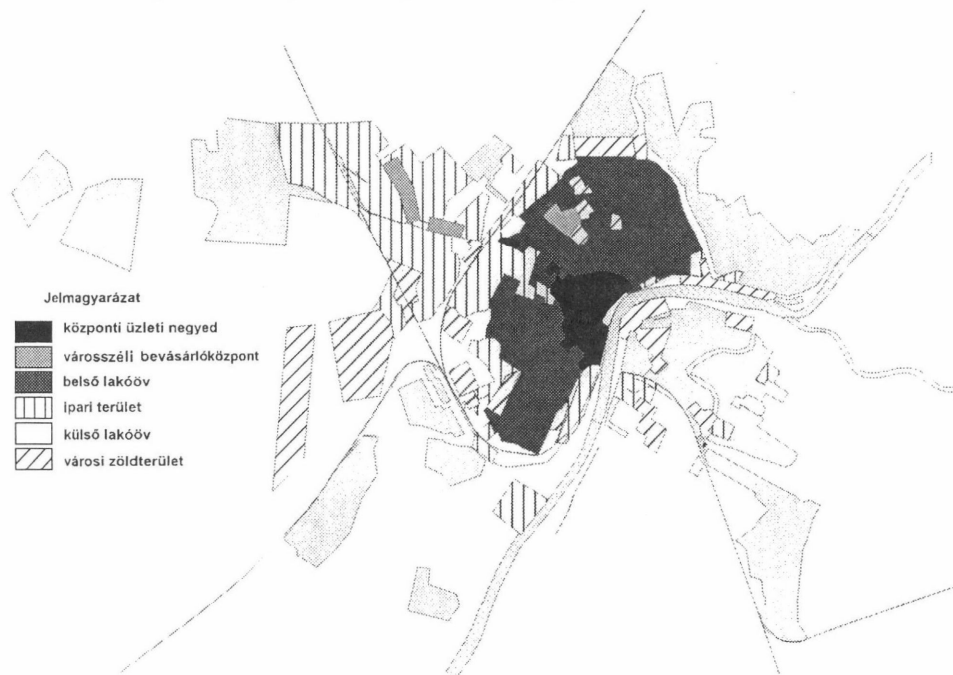 Jelmagyarázat
központi üzleti negyed
városszéli bevásárlóközpont
belső lakóöv
ipari terület
külső lakóöv
városi zöldterület